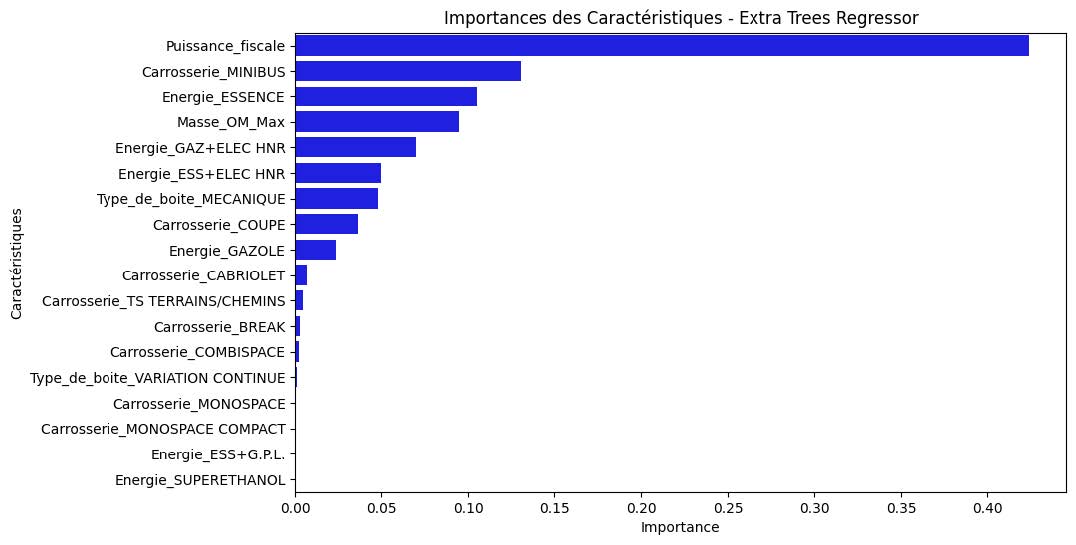 Importances des Caractéristiques - Extra Trees Regressor
Caractéristiques
Puissance_fiscale
Carrosserie_MINIBUS
Energie_ESSENCE
Masse_OM_Max
Energie_GAZ+ELEC HNR
Energie_ESS+ELEC HNR
Type_de_boite_MECANIQUE
Carrosserie_COUPE
Energie_GAZOLE
Carrosserie_CABRIOLET
Carrosserie_TS TERRAINS/CHEMINS
Carrosserie_BREAK
Carrosserie_COMBISPACE
Type_de_boite_VARIATION CONTINUE
Carrosserie_MONOSPACE
Carrosserie_MONOSPACE COMPACT
Energie_ESS+G.P.L.
Energie_SUPERETHANOL
0.00 0.05 0.10 0.15 0.20 0.25 0.30 0.35 0.40
Importance